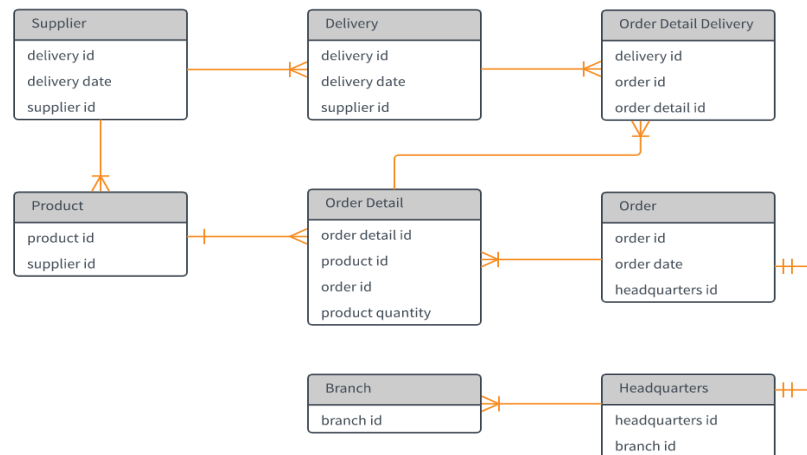 Supplier
delivery id
delivery date
supplier id
Delivery
delivery id
delivery date
supplier id
Order Detail Delivery
delivery id
order id
order detail id
Product
product id
supplier id
Order Detail
order detail id
product id
order id
product quantity
Order
order id
order date
headquarters id
Branch
branch id
Headquarters
headquarters id
branch id